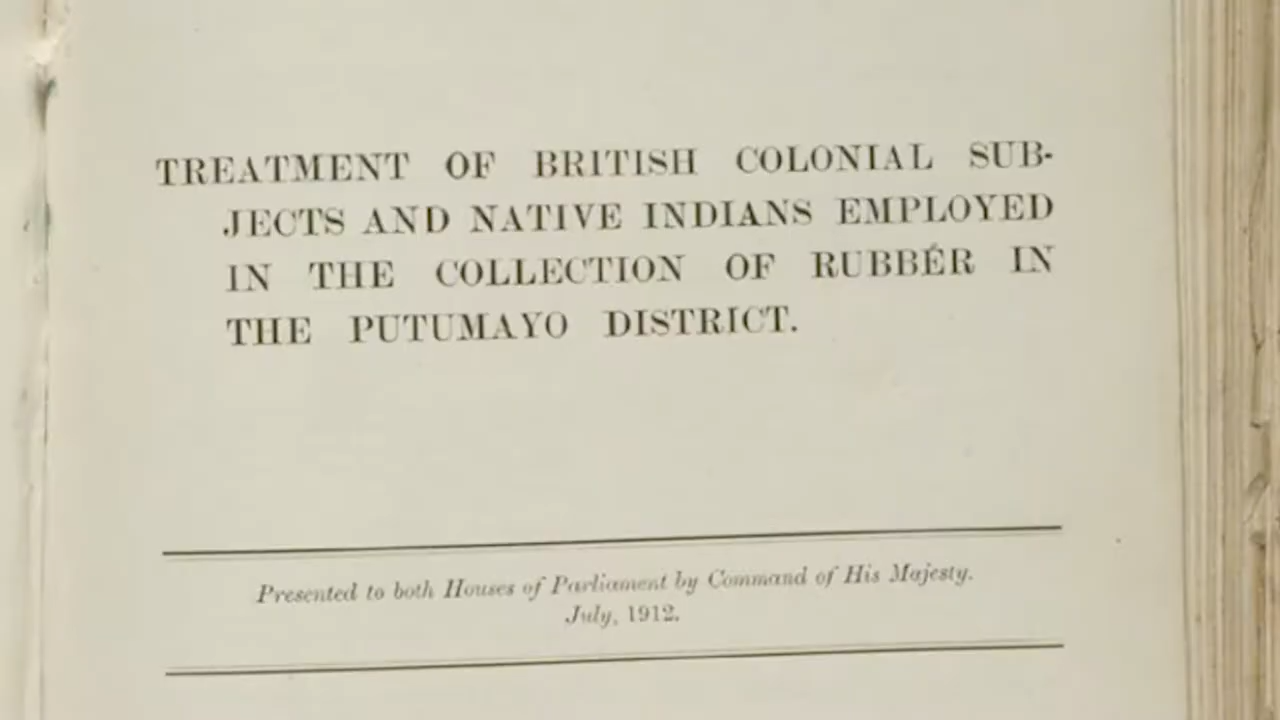 TREATMENT OF BRITISH COLONIAL SUB-
JECTS AND NATIVE INDIANS EMPLOYED
IN THE COLLECTION OF RUBBÉR IN
THE PUTUMAYO DISTRICT.
Presented to both Houses of Parliament by Command of His Majesty.
July, 1912.